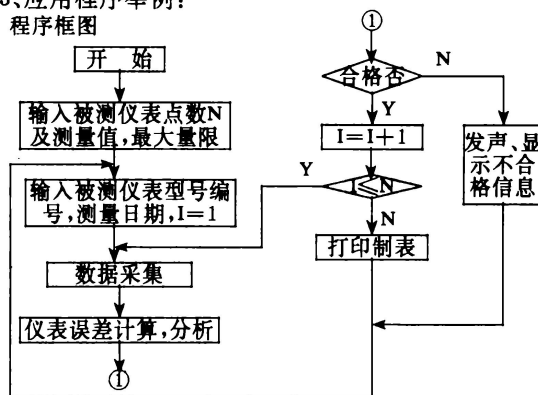 3、应用程序举例：
程序框图
开 始
输入被测仪表点数N
及测量值，最大量限
输入被测仪表型号编
号，测量日期，I=1
数据采集
仪表误差计算，分析
①
①
合格否
N
Y
I=I+1
Y
I≤N
N
打印制表
发声、显
示不合
格信息